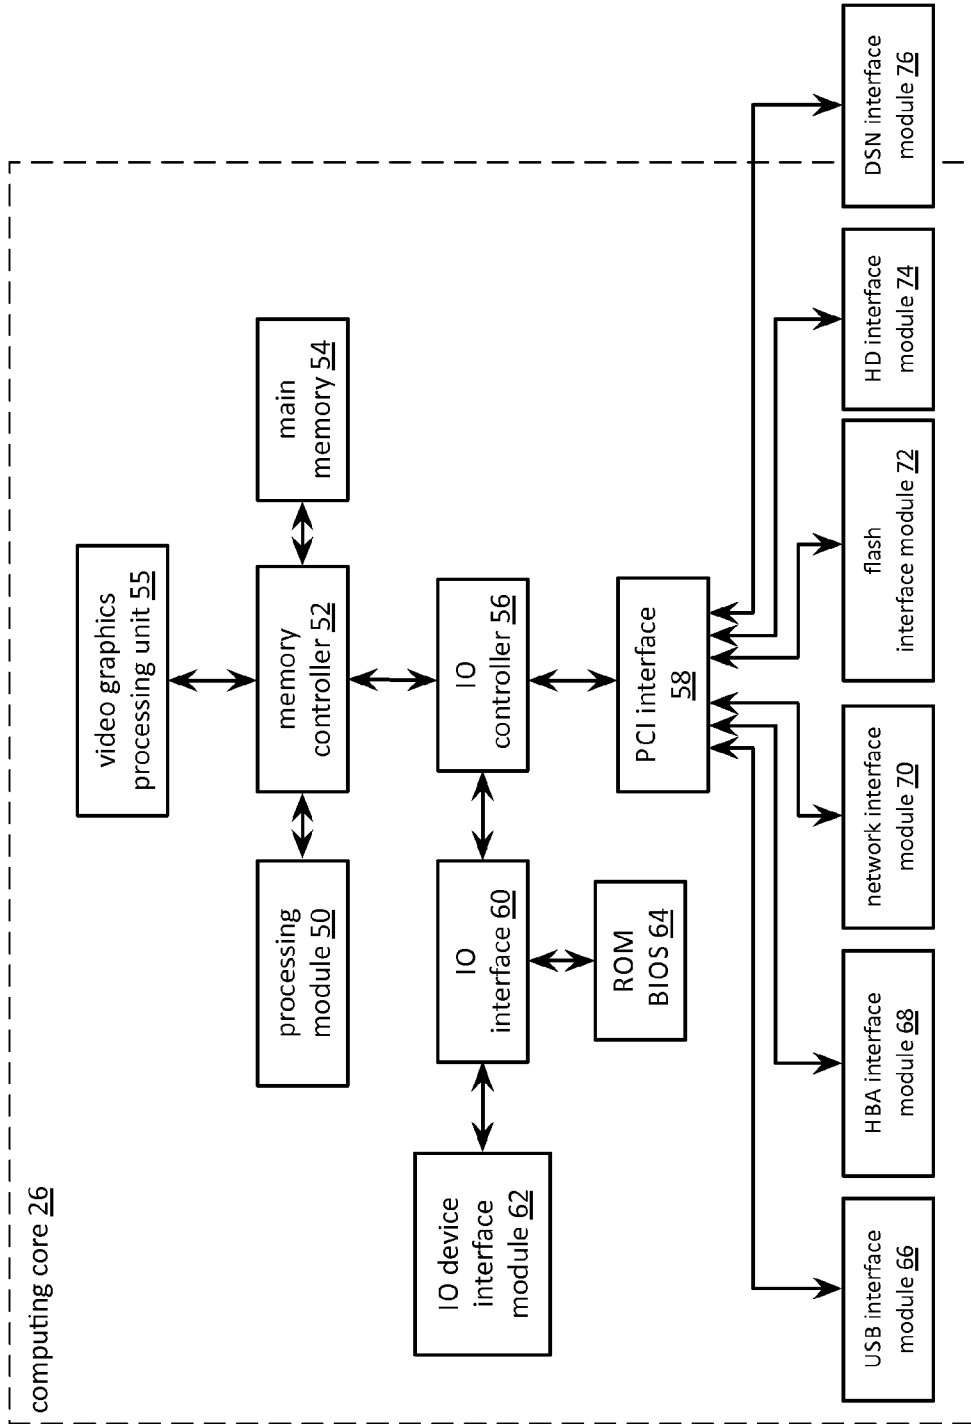 computing core 26
video graphics
processing unit 55
processing
module 50
memory
controller 52
main
memory 54
IO device
interface
module 62
IO
interface 60
IO
controller 56
ROM
BIOS 64
PCI interface
58
USB interface
module 66
HBA interface
module 68
network interface
module 70
flash
interface module 72
HD interface
module 74
DSN interface
module 76